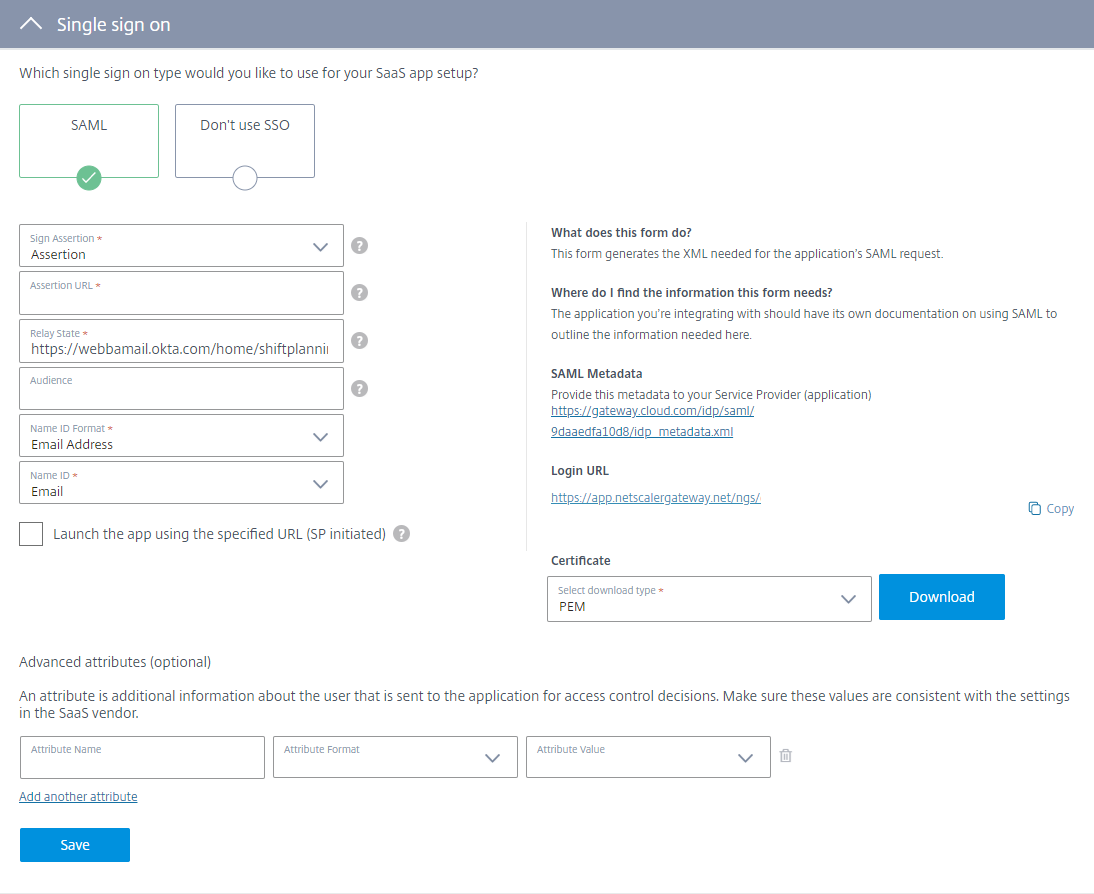 Single sign on
Which single sign on type would you like to use for your SaaS app setup?
SAML
Don't use SSO
Sign Assertion *
Assertion
?
Assertion URL *
?
Relay State *
https://webbamail.okta.com/home/shiftplannin
?
Audience
?
Name ID Format *
Email Address
Name ID *
Email
Launch the app using the specified URL (SP initiated) ?
What does this form do?
This form generates the XML needed for the application's SAML request.
Where do I find the information this form needs?
The application you're integrating with should have its own documentation on using SAML to
outline the information needed here.
SAML Metadata
Provide this metadata to your Service Provider (application)
https://gateway.cloud.com/idp/saml/
9daaedfa10d8/idp_metadata.xml
Login URL
https://app.netscalergateway.net/ngs/
Copy
Certificate
Select download type *
PEM
Download
Advanced attributes (optional)
An attribute is additional information about the user that is sent to the application for access control decisions. Make sure these values are consistent with the settings
in the SaaS vendor.
Attribute Name
Attribute Format
Attribute Value
Add another attribute
Save